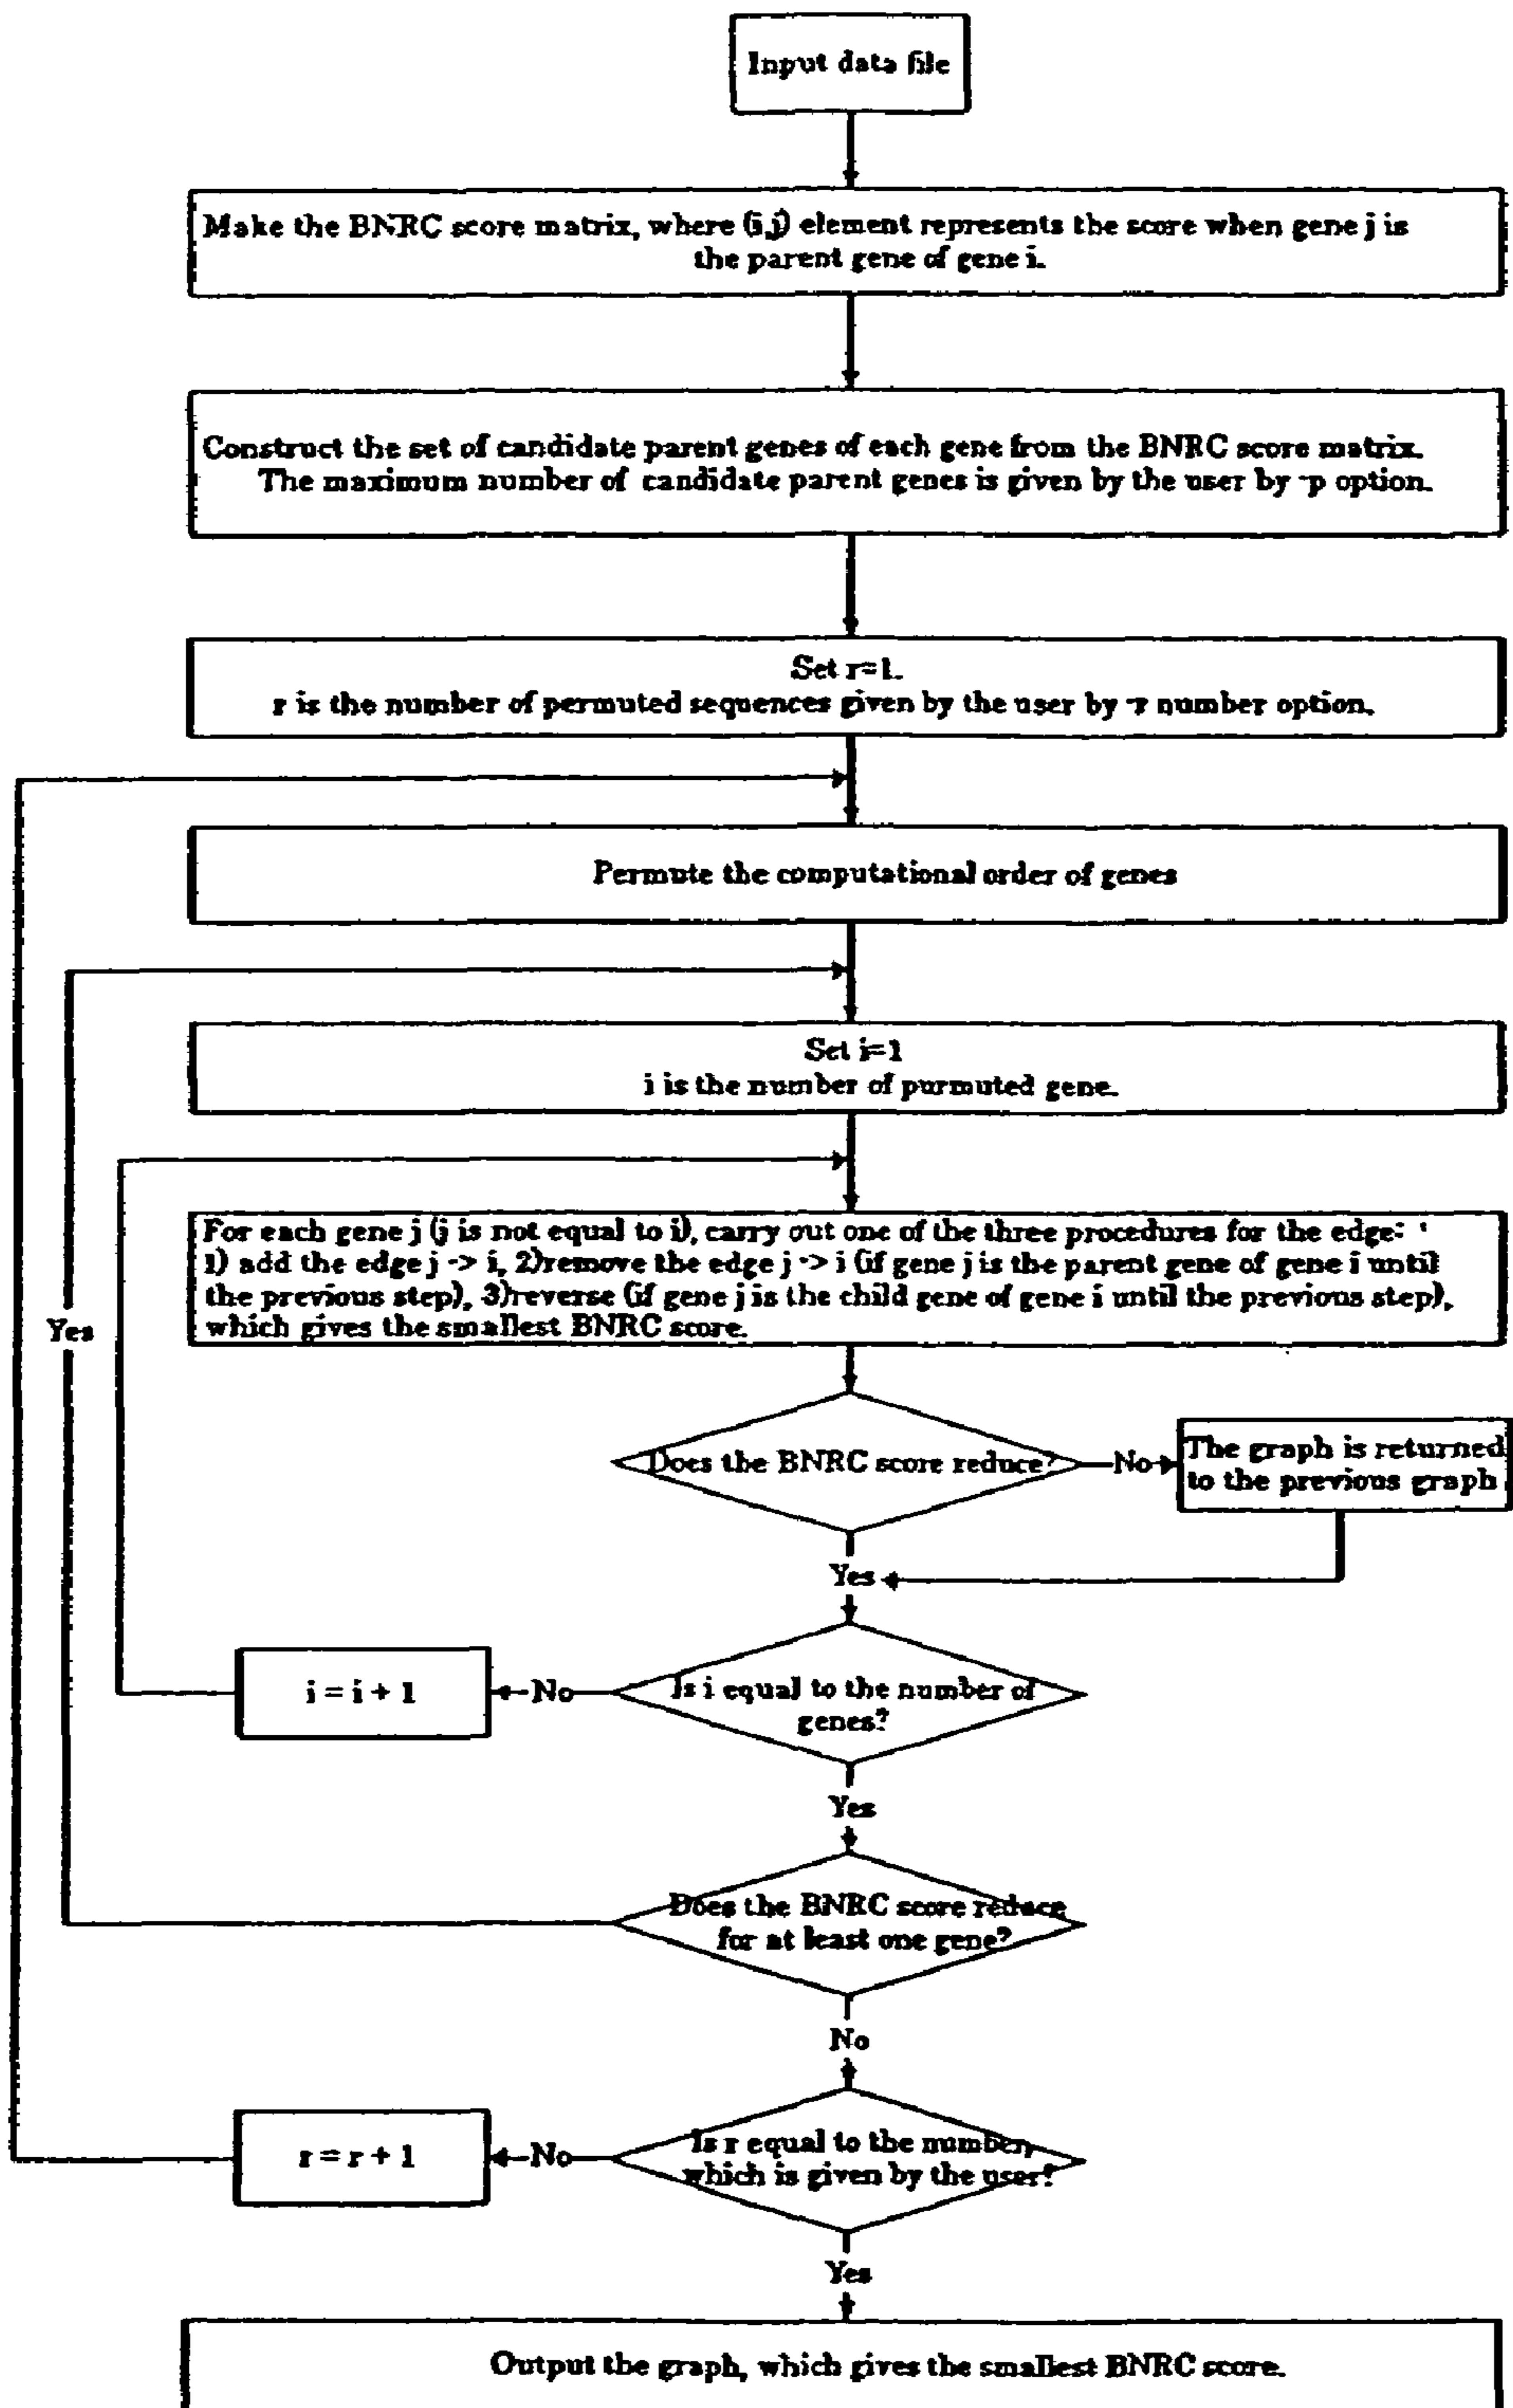 Input data file
Make the BNRC score matrix, where (i,j) element represents the score when gene j is
the parent gene of gene i.
Construct the set of candidate parent genes of each gene from the BNRC score matrix.
The maximum number of candidate parent genes is given by the user by -p option.
Set r=1.
r is the number of permuted sequences given by the user by -r number option.
Permute the computational order of genes
Set i=1
i is the number of purmuted gene.
For each gene j (j is not equal to i), carry out one of the three procedures for the edge:
1) add the edge j -> i, 2)remove the edge j -> i (if gene j is the parent gene of gene i until
the previous step), 3)reverse (if gene j is the child gene of gene i until the previous step),
which gives the smallest BNRC score.
Yes
Does the BNRC score reduce?
No
The graph is returned
to the previous graph
Yes
i = i + 1
No
Is i equal to the number of
genes?
Yes
Does the BNRC score reduce
for at least one gene?
No
r = r + 1
No
Is r equal to the number,
which is given by the user?
Yes
Output the graph, which gives the smallest BNRC score.